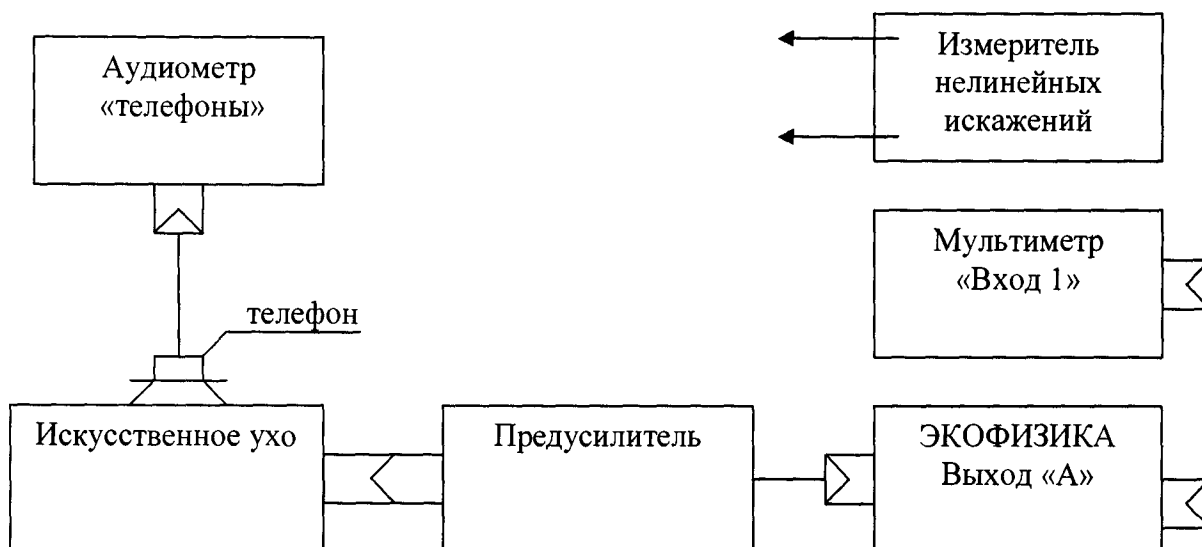 Аудиометр
«телефоны»
Измеритель
нелинейных
искажений
Мультиметр
«Вход 1»
телефон
Искусственное ухо
Предусилитель
ЭКОФИЗИКА
Выход «А»